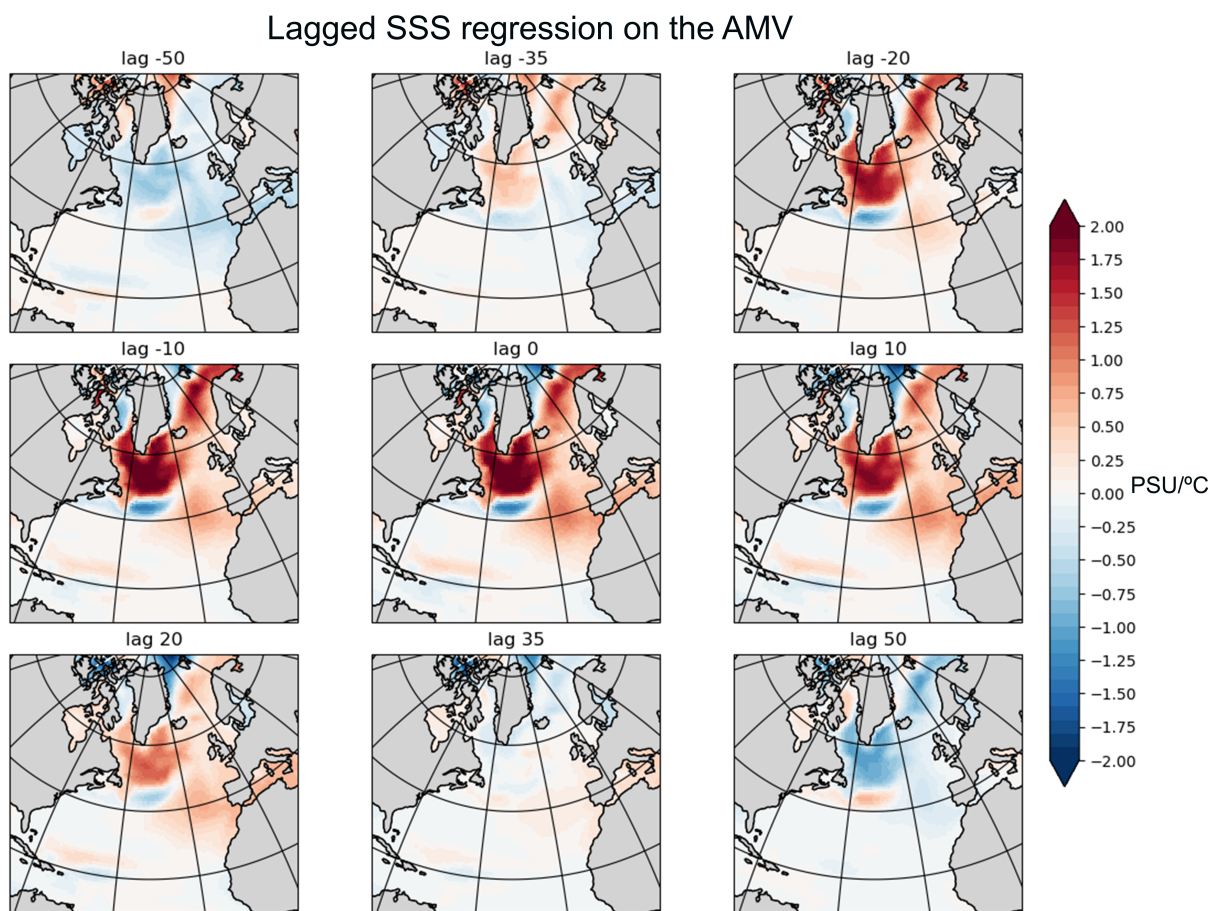 Lagged SSS regression on the AMV
lag -50
lag -35
lag -20
lag -10
lag 0
lag 10
lag 20
lag 35
lag 50
2.00
1.75
1.50
1.25
1.00
0.75
0.50
0.25
0.00
−0.25
−0.50
−0.75
−1.00
−1.25
−1.50
−1.75
−2.00
PSU/ºC